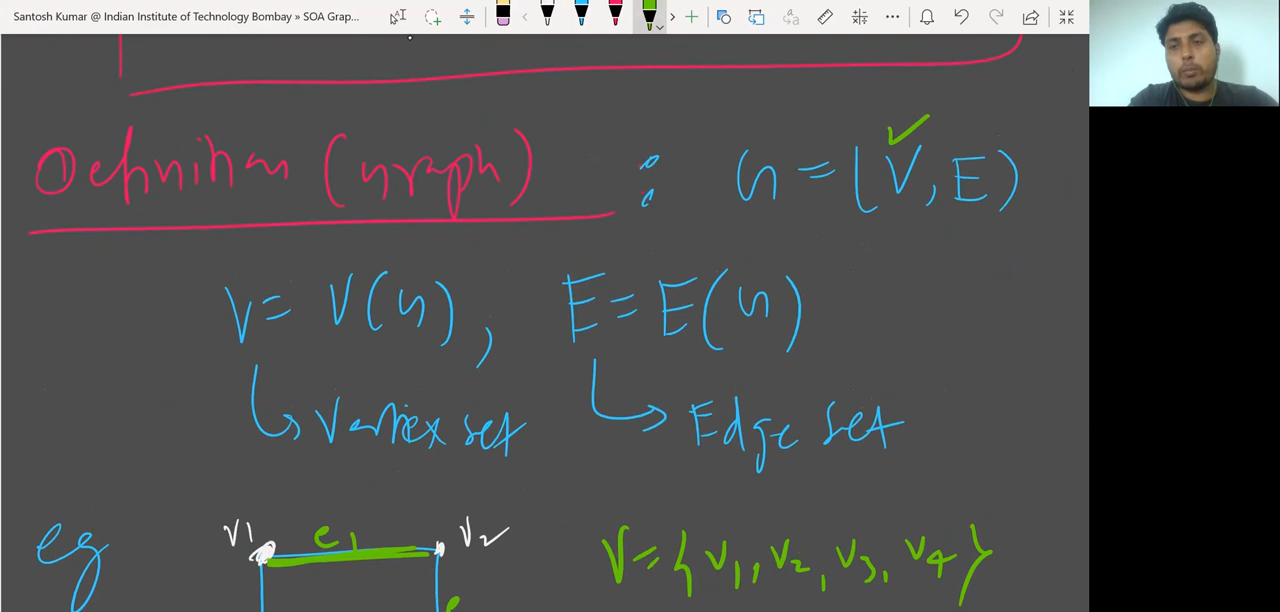 Santosh Kumar @ Indian Institute of Technology Bombay » SOA Grap...
Definition (Graph) : G = (V, E)
V = V(G), E = E(G)
Vertex set Edge set
eg V1 e1 V2 V = {V1, V2, V3, V4}
e